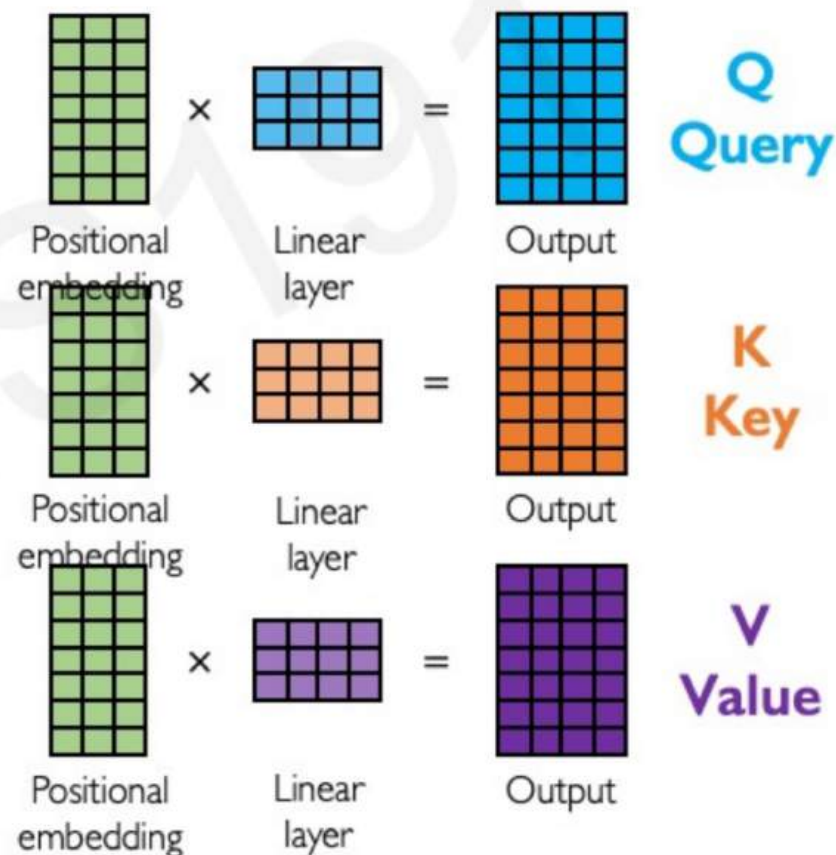 × =
Q
Query
Positional
embedding
Linear
layer
Output
× =
K
Key
Positional
embedding
Linear
layer
Output
× =
V
Value
Positional
embedding
Linear
layer
Output